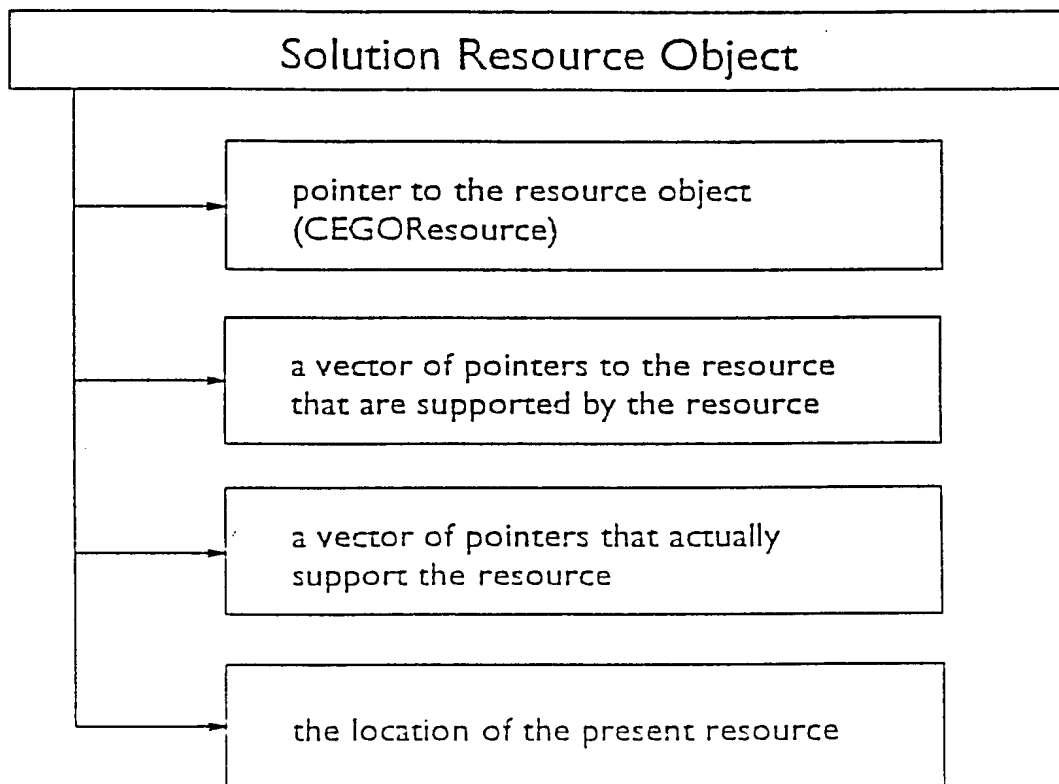 Solution Resource Object
pointer to the resource object
(CEGOResource)
a vector of pointers to the resource
that are supported by the resource
a vector of pointers that actually
support the resource
the location of the present resource